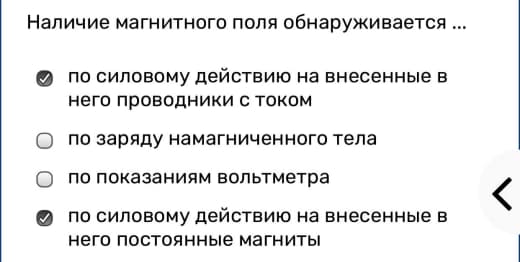 Наличие магнитного поля обнаруживается ...
по силовому действию на внесенные в
него проводники с током
по заряду намагниченного тела
по показаниям вольтметра
по силовому действию на внесенные в
него постоянные магниты